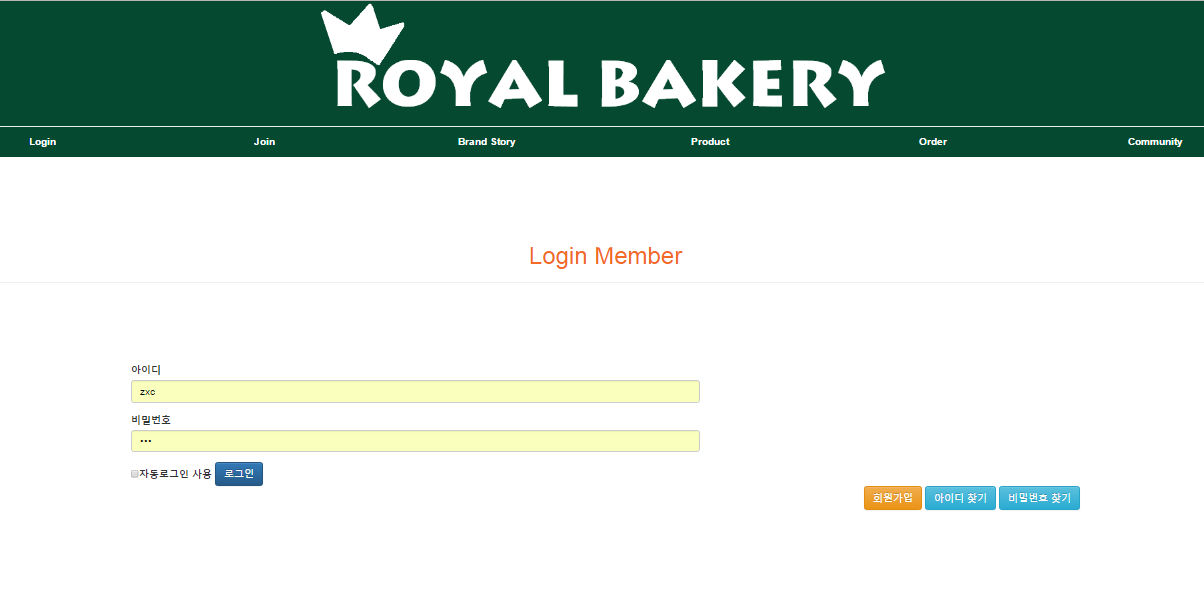 ROYAL BAKERY
Login Join Brand Story Product Order Community
Login Member
아이디
zxc
비밀번호
•••
자동로그인 사용 로그인
회원가입 아이디 찾기 비밀번호 찾기